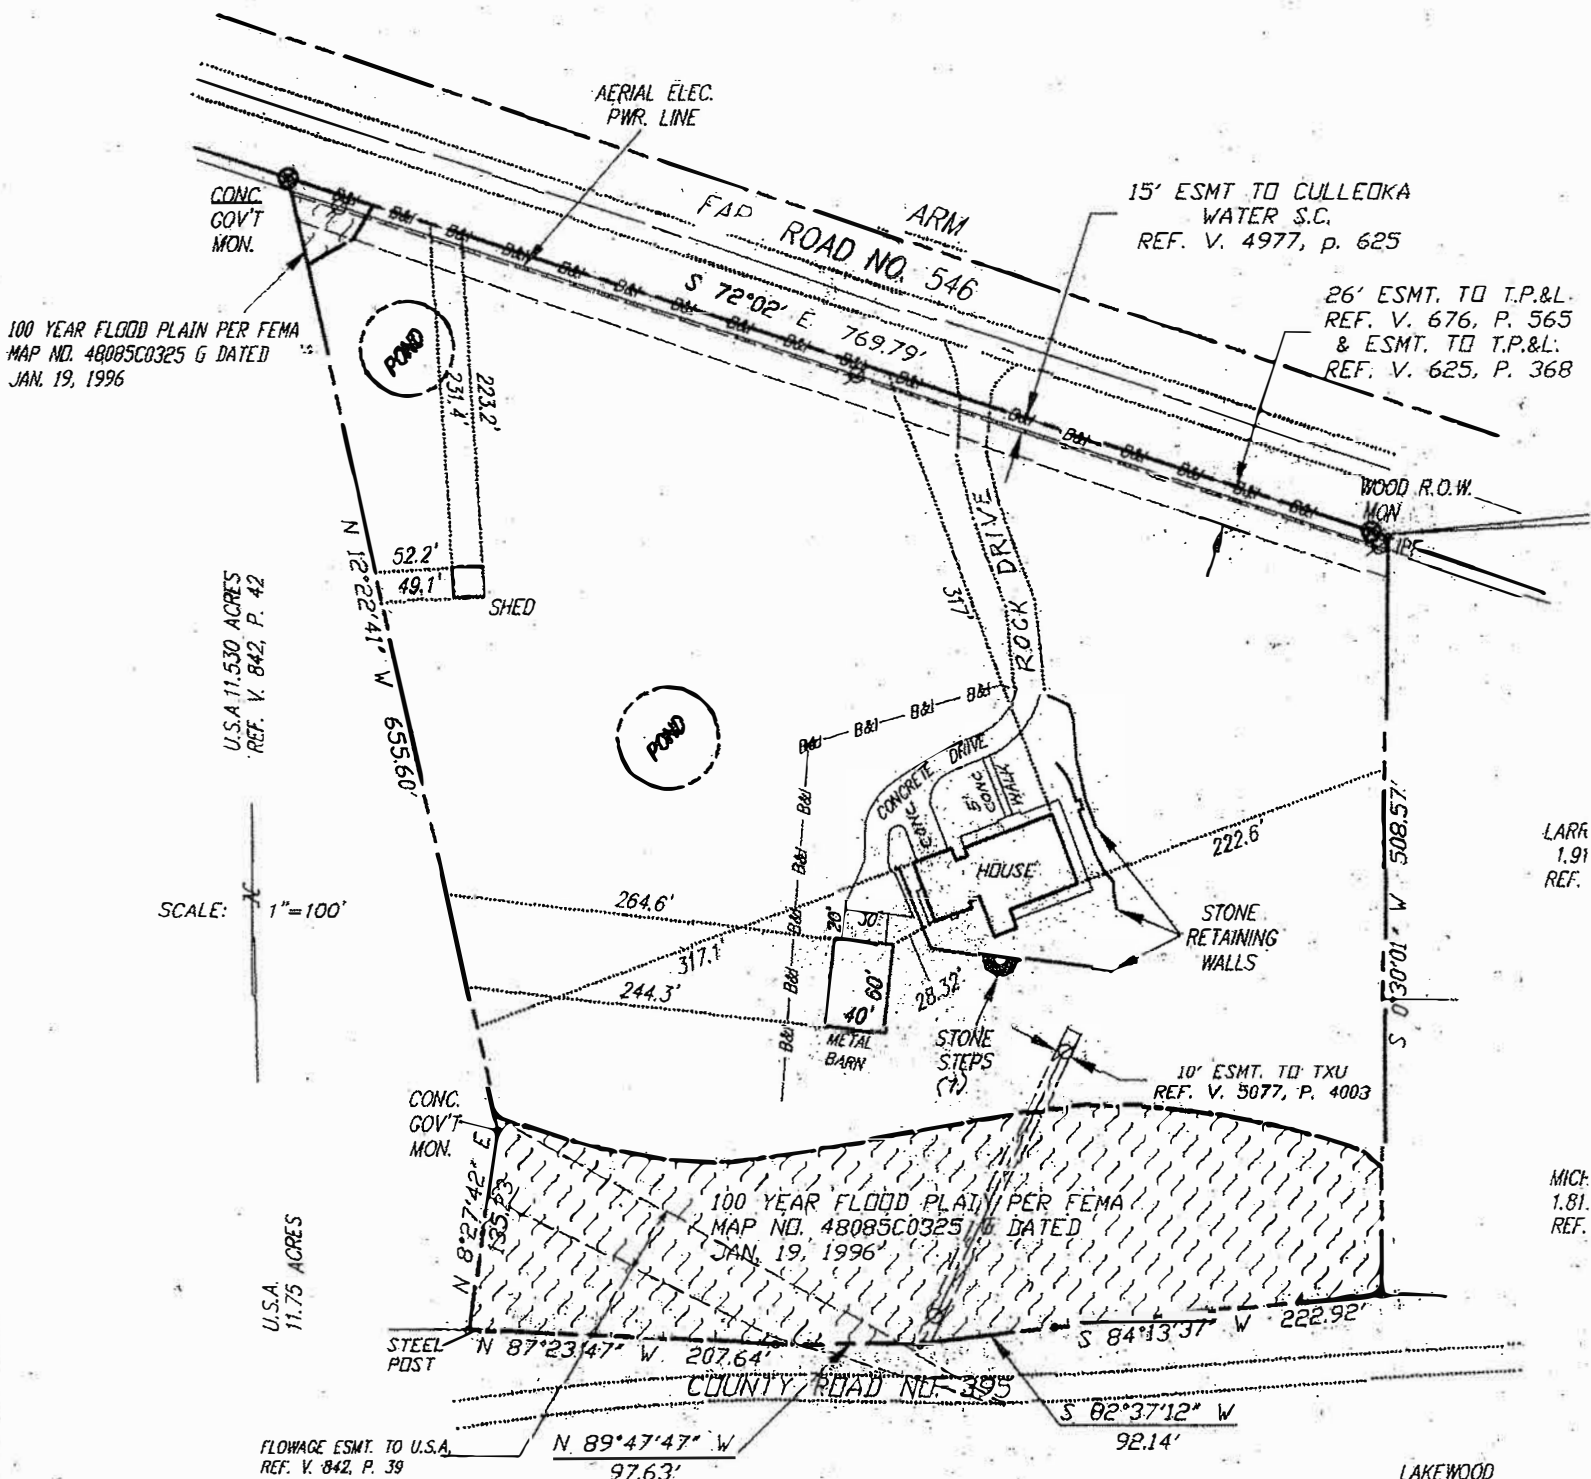 AERIAL ELEC.
PWR. LINE
CONC.
GOV'T
MON.
15' ESMT TO CULLEOKA
WATER S.C.
REF. V. 4977, p. 625
ARM
ROAD NO. 546
26' ESMT. TO T.P.&L.
REF. V. 676, P. 565
& ESMT. TO T.P.&L.
REF. V. 625, P. 368
S 72°02' E 769.79'
100 YEAR FLOOD PLAIN PER FEMA
MAP NO. 48085C0325 G DATED
JAN. 19, 1996
POND
231.4'
223.2'
WOOD R.O.W.
MON
IPF
N 12°22'41" W 655.60'
52.2'
49.1'
SHED
317'
ROCK DRIVE
U.S.A 11.530 ACRES
REF. V. 842, P. 42
POND
B&W B&W B&W B&W
CONCRETE DRIVE
5'
CONC
WALK
CONC
HOUSE
222.6'
S 0°30'01" W 508.57'
LARR
1.91
REF.
SCALE: 1"=100'
264.6'
20'
30'
STONE
RETAINING
WALLS
317.1'
244.3'
60'
40'
28.32'
METAL
BARN
STONE
STEPS
10' ESMT. TO TXU
REF. V. 5077, P. 4003
CONC.
GOV'T
MON.
N 8°27'42" E
135.73'
100 YEAR FLOOD PLAIN PER FEMA
MAP NO. 48085C0325 G DATED
JAN. 19, 1996
MICH
1.81.
REF.
U.S.A.
11.75 ACRES
STEEL
POST
N 87°23'47" W 207.64'
S 84°13'37" W 222.92'
COUNTY ROAD NO. 395
S 82°37'12" W
92.14'
FLOWAGE ESMT. TO U.S.A.
REF. V. 842, P. 39
N 89°47'47" W
97.63'
LAKEWOOD